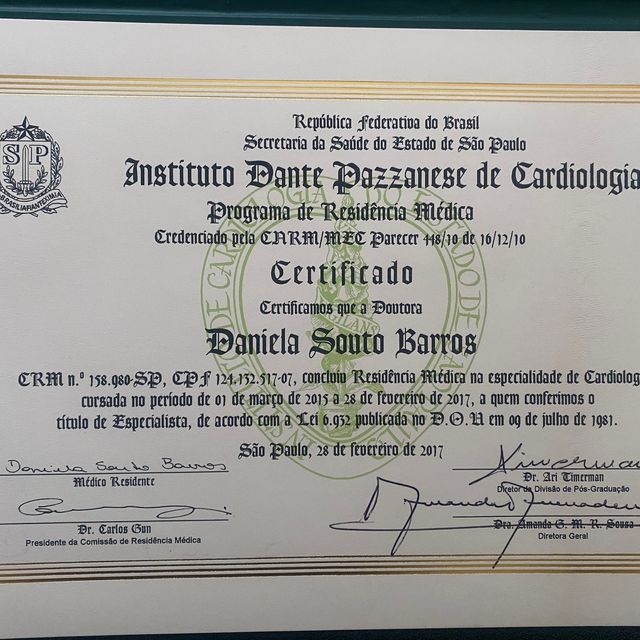 República Federativa do Brasil
Secretaria da Saúde do Estado de São Paulo
Instituto Dante Pazzanese de Cardiologia
Programa de Residência Médica
Credenciado pela CNRM/MEC Parecer 448/10 de 16/12/10
Certificado
Certificamos que a Doutora
Daniela Souto Barros
CRM n.º 158.980-SP, CPF 124.152.517-07, concluiu Residência Médica na especialidade de Cardiolog
cursada no período de 01 de março de 2015 a 28 de fevereiro de 2017, a quem conferimos o
título de Especialista, de acordo com a Lei 6.932 publicada no D.O.U em 09 de julho de 1981.
São Paulo, 28 de fevereiro de 2017
Daniela Souto Barros
Médico Residente
Dr. Ari Timerman
Diretor da Divisão de Pós-Graduação
Dr. Carlos Gun
Presidente da Comissão de Residência Médica
Dra. Amanda G. M. R. Sousa
Diretora Geral
SP